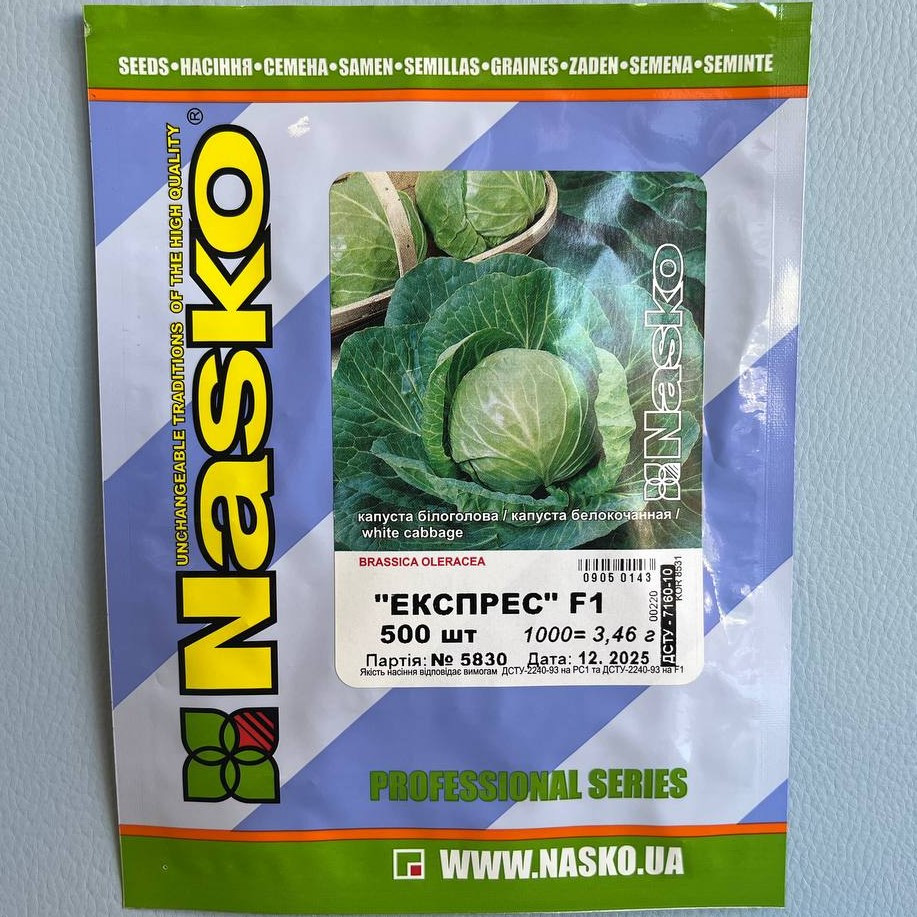 SEEDS•НАСІННЯ•СЕМЕНА•SAMEN•SEMILLAS•GRAINES•ZADEN•SEMENA•SEMINTE
UNCHANGEABLE TRADITIONS OF THE HIGH QUALITY
Nasko®
Nasko
капуста білоголова / капуста белокочанная /
white cabbage
BRASSICA OLERACEA
0905 0143
"ЕКСПРЕС" F1
500 шт 1000= 3,46 г
Партія: № 5830 Дата: 12. 2025
Якість насіння відповідає вимогам ДСТУ-2240-93 на РС1 та ДСТУ-2240-93 на F1
00220
ДСТУ - 7160-10
KOR 8531
PROFESSIONAL SERIES
WWW.NASKO.UA